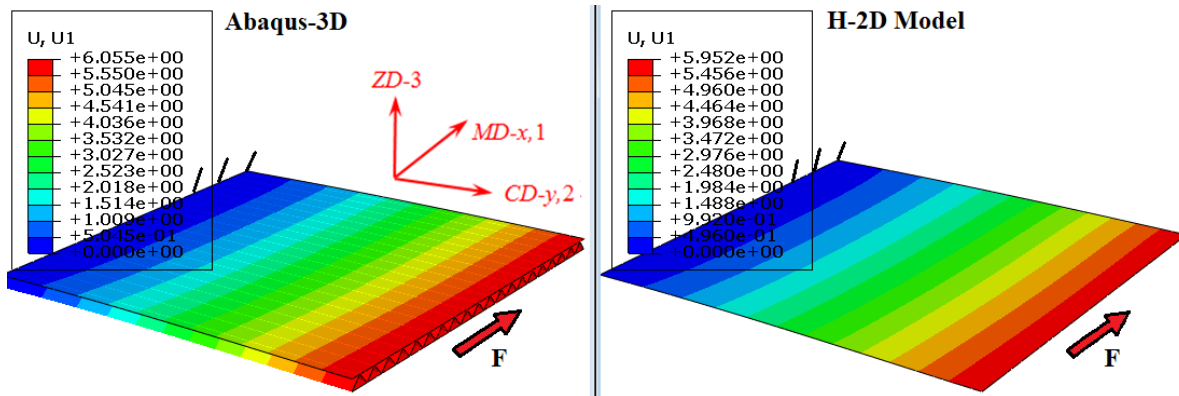 Abaqus-3D
U, U1
+6.055e+00
+5.550e+00
+5.045e+00
+4.541e+00
+4.036e+00
+3.532e+00
+3.027e+00
+2.523e+00
+2.018e+00
+1.514e+00
+1.009e+00
+5.045e-01
+0.000e+00
ZD-3
MD-x,1
CD-y,2
F
H-2D Model
U, U1
+5.952e+00
+5.456e+00
+4.960e+00
+4.464e+00
+3.968e+00
+3.472e+00
+2.976e+00
+2.480e+00
+1.984e+00
+1.488e+00
+9.920e-01
+4.960e-01
+0.000e+00
F